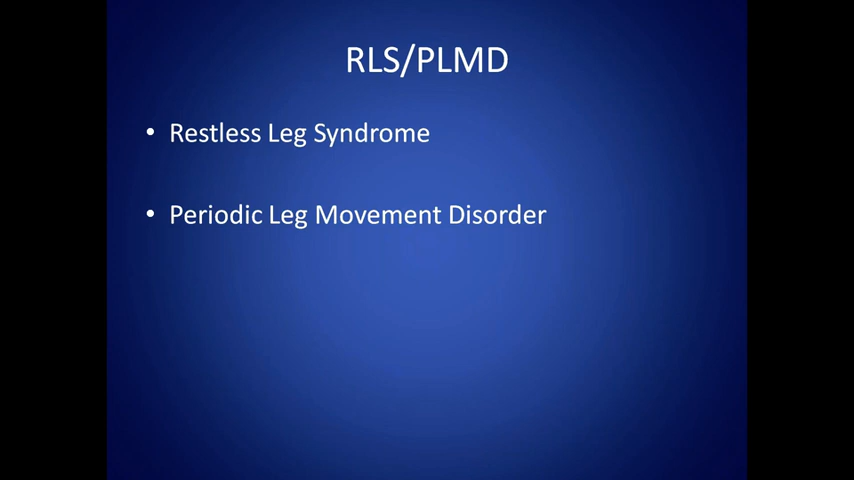 RLS/PLMD
• Restless Leg Syndrome
• Periodic Leg Movement Disorder